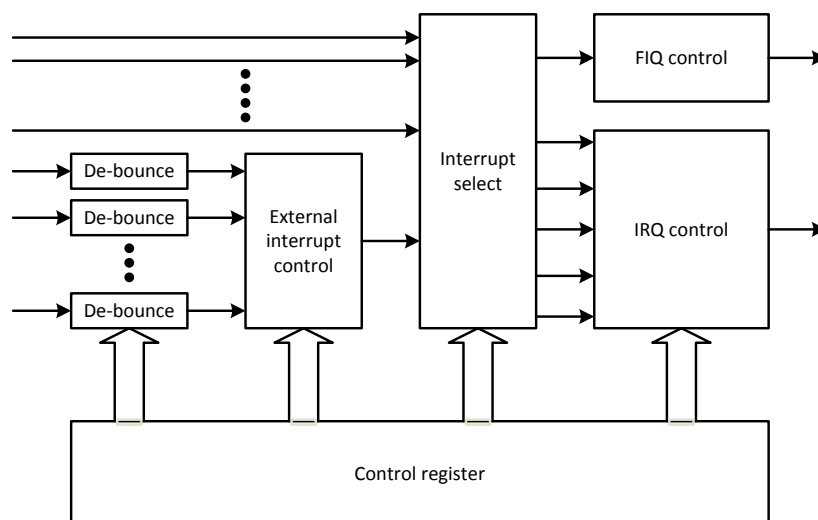 FIQ control
De-bounce
Interrupt
select
De-bounce
External
interrupt
control
IRQ control
De-bounce
Control register